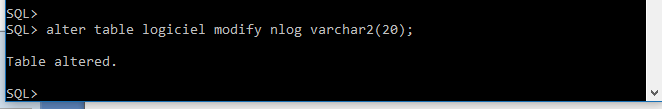 SQL>
SQL> alter table logiciel modify nlog varchar2(20);
Table altered.
SQL>